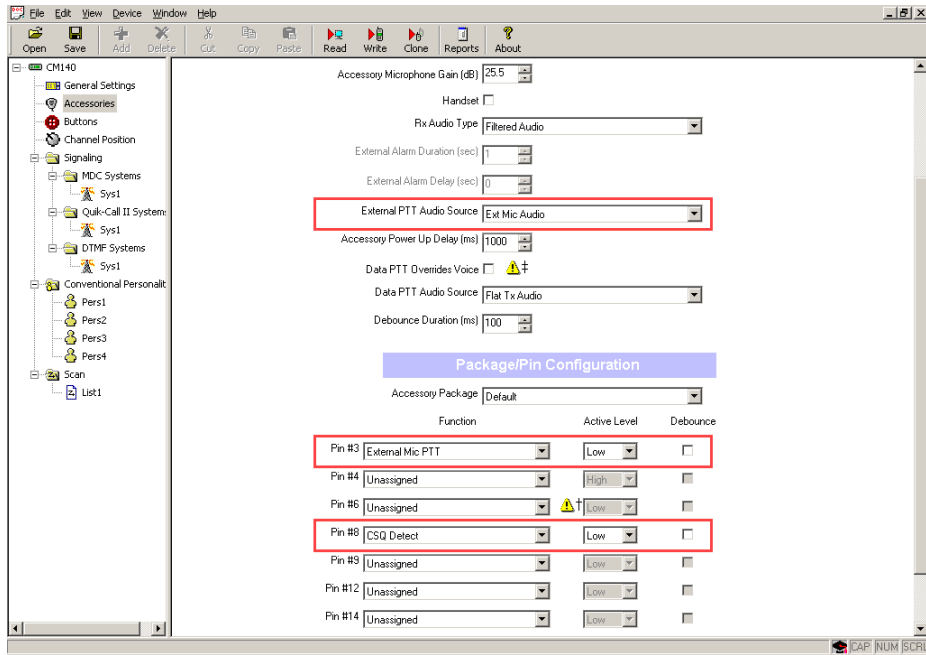 File Edit View Device Window Help
Open Save Add Delete Cut Copy Paste Read Write Clone Reports About
CM140
General Settings
Accessories
Buttons
Channel Position
Signaling
MDC Systems
Sys1
Quik-Call II System
Sys1
DTMF Systems
Sys1
Conventional Personalit
Pers1
Pers2
Pers3
Pers4
Scan
List1
Accessory Microphone Gain (dB) 25.5
Handset
Rx Audio Type Filtered Audio
External Alarm Duration (sec) 1
External Alarm Delay (sec) 0
External PTT Audio Source Ext Mic Audio
Accessory Power Up Delay (ms) 1000
Data PTT Overrides Voice ‡
Data PTT Audio Source Flat Tx Audio
Debounce Duration (ms) 100
Package/Pin Configuration
Accessory Package Default
Function Active Level Debounce
Pin #3 External Mic PTT Low
Pin #4 Unassigned High
Pin #6 Unassigned † Low
Pin #8 CSQ Detect Low
Pin #9 Unassigned Low
Pin #12 Unassigned Low
Pin #14 Unassigned Low
CAP NUM SCRL